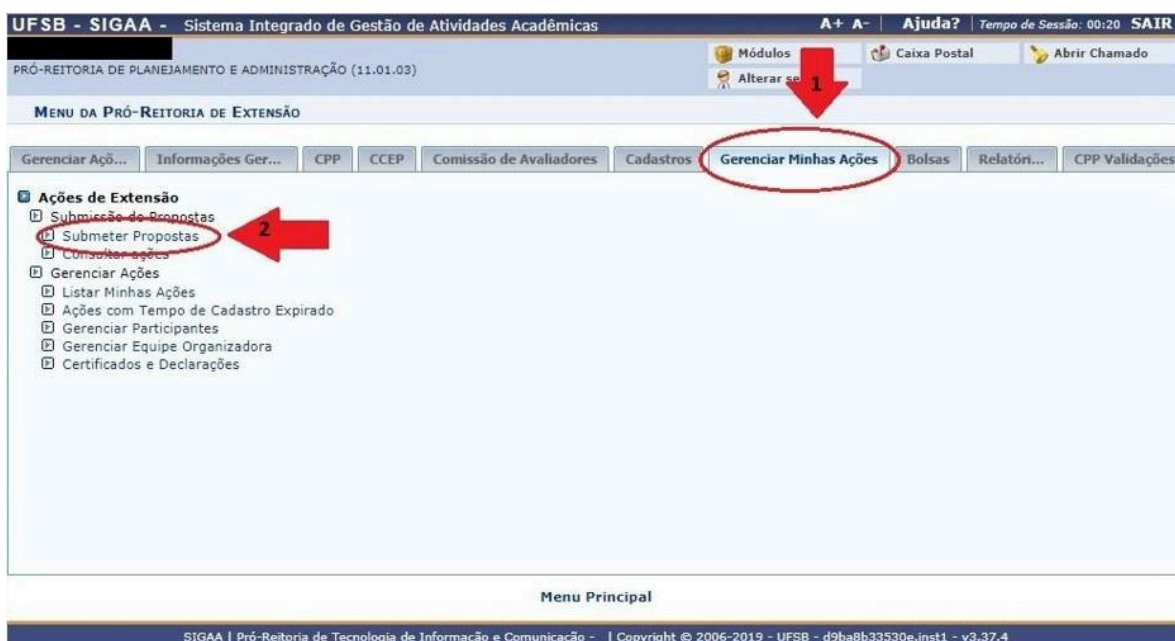 UFSB - SIGAA - Sistema Integrado de Gestão de Atividades Acadêmicas A+ A- | Ajuda? | Tempo de Sessão: 00:20 SAIR
Módulos Caixa Postal Abrir Chamado
PRÓ-REITORIA DE PLANEJAMENTO E ADMINISTRAÇÃO (11.01.03)
Alterar
1
MENU DA PRÓ-REITORIA DE EXTENSÃO
Gerenciar Açõ... Informações Ger... CPP CCEP Comissão de Avaliadores Cadastros Gerenciar Minhas Ações Bolsas Relatóri... CPP Validações
Ações de Extensão
Submissão de Propostas
Submeter Propostas 2
Consultar ações
Gerenciar Ações
Listar Minhas Ações
Ações com Tempo de Cadastro Expirado
Gerenciar Participantes
Gerenciar Equipe Organizadora
Certificados e Declarações
Menu Principal
SIGAA | Pró-Reitoria de Tecnologia de Informação e Comunicação - | Copyright © 2006-2019 - UFSB - d9ba8b33530e.inst1 - v3.37.4